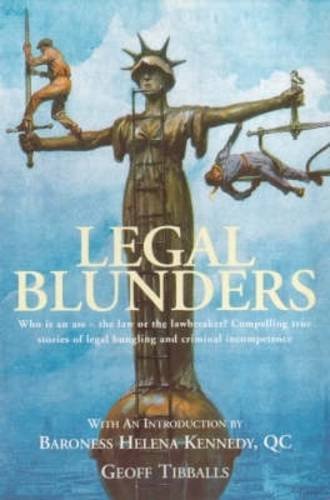 LEGAL
BLUNDERS
Who is an ass – the law or the lawbreaker? Compelling true
stories of legal bungling and criminal incompetence
WITH AN INTRODUCTION BY
BARONESS HELENA KENNEDY, QC
GEOFF TIBBALLS